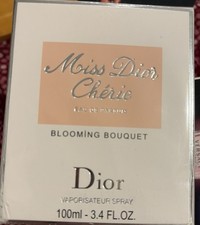 Miss Dior
Chérie
BLOOMING BOUQUET
Dior
VAPORISATEUR SPRAY
100ml - 3.4 FL.OZ.